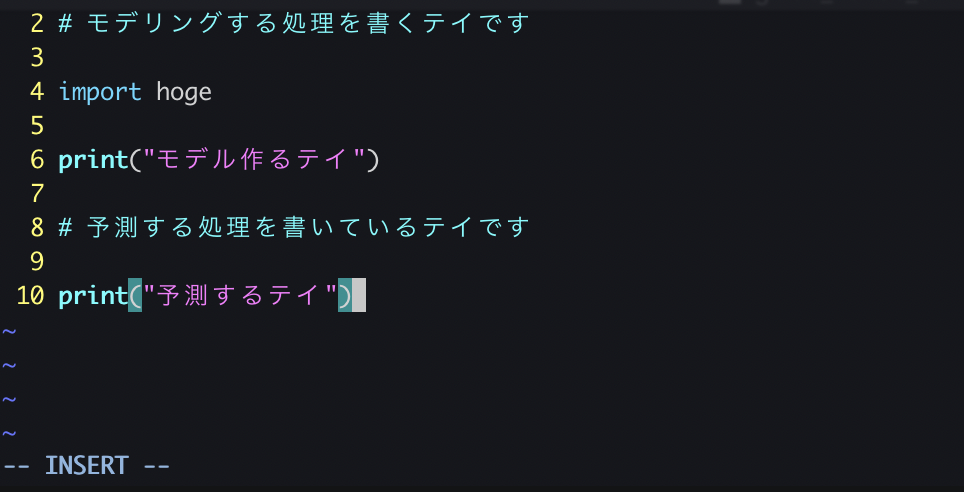 2 # モデリングする処理を書くテイです
3
4 import hoge
5
6 print("モデル作るテイ")
7
8 # 予測する処理を書いているテイです
9
10 print("予測するテイ")
~
~
~
~
-- INSERT --